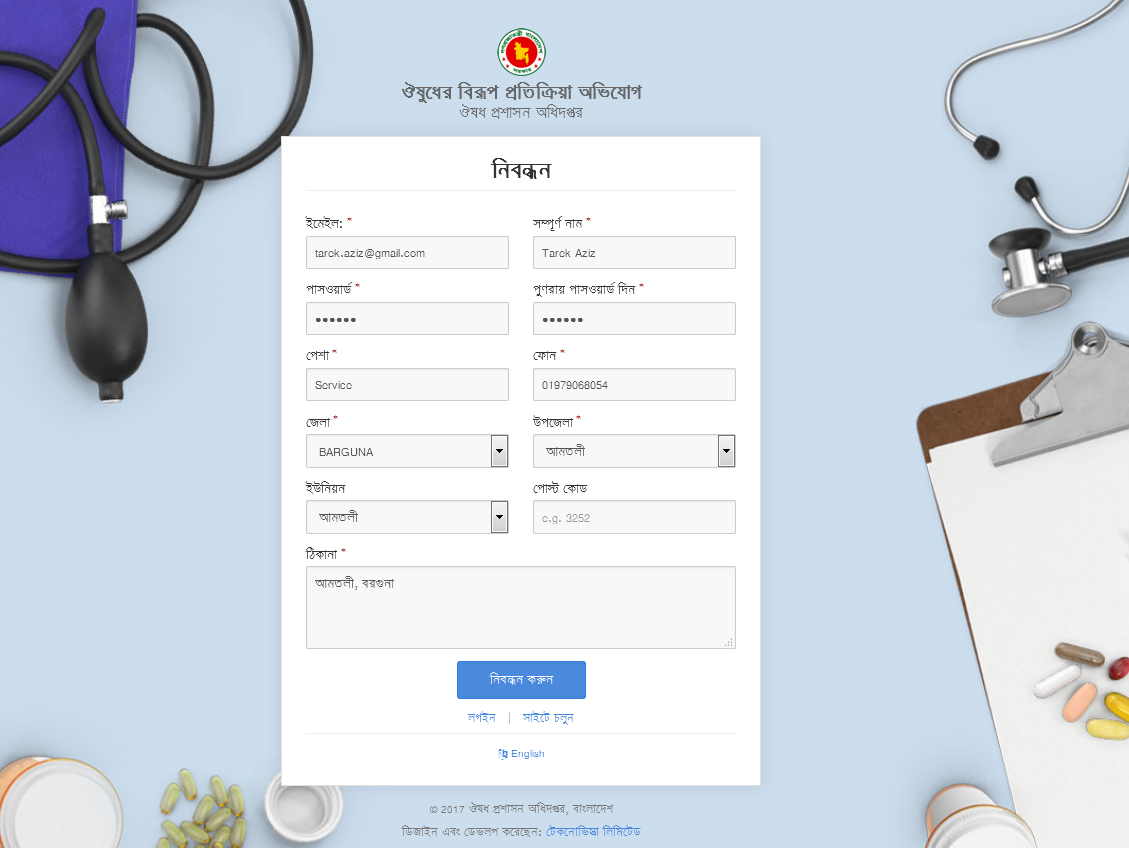 ঔষুধের বিরূপ প্রতিক্রিয়া অভিযোগ
ঔষধ প্রশাসন অধিদপ্তর
নিবন্ধন
ইমেইল: * সম্পূর্ণ নাম *
tarek.aziz@gmail.com Tarek Aziz
পাসওয়ার্ড * পুণরায় পাসওয়ার্ড দিন *
•••••• ••••••
পেশা * ফোন *
Service 01979068054
জেলা * উপজেলা *
BARGUNA আমতলী
ইউনিয়ন পোস্ট কোড
আমতলী e.g. 3252
ঠিকানা *
আমতলী, বরগুনা
নিবন্ধন করুন
লগইন | সাইটে চলুন
English
© 2017 ঔষধ প্রশাসন অধিদপ্তর, বাংলাদেশ
ডিজাইন এবং ডেভলপ করেছেন: টেকনোভিস্তা লিমিটেড